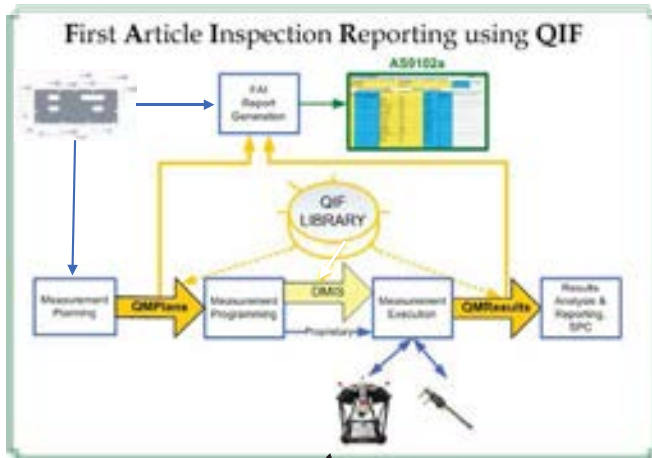 First Article Inspection Reporting using QIF
AS9102a
FAI
Report
Generation
QIF
LIBRARY
Measurement
Planning
QMPlans
Measurement
Programming
DMIS
Proprietary
Measurement
Execution
QMResults
Results
Analysis &
Reporting,
SPC